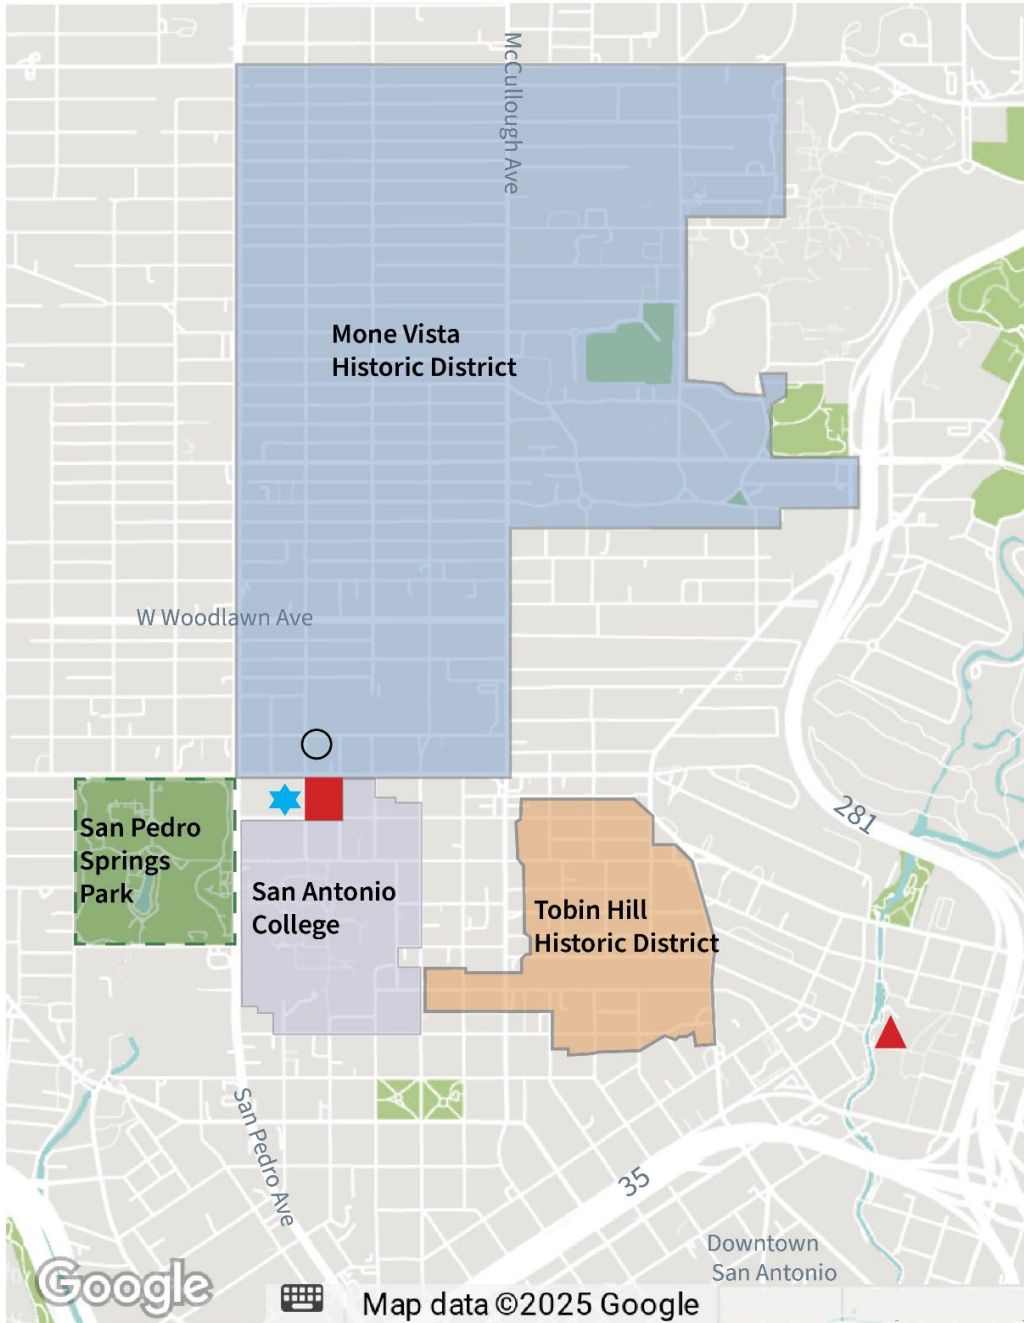 McCullough Ave
Mone Vista
Historic District
W Woodlawn Ave
281
San Pedro
Springs
Park
San Antonio
College
Tobin Hill
Historic District
San Pedro Ave
35
Downtown
San Antonio
Google
Map data ©2025 Google